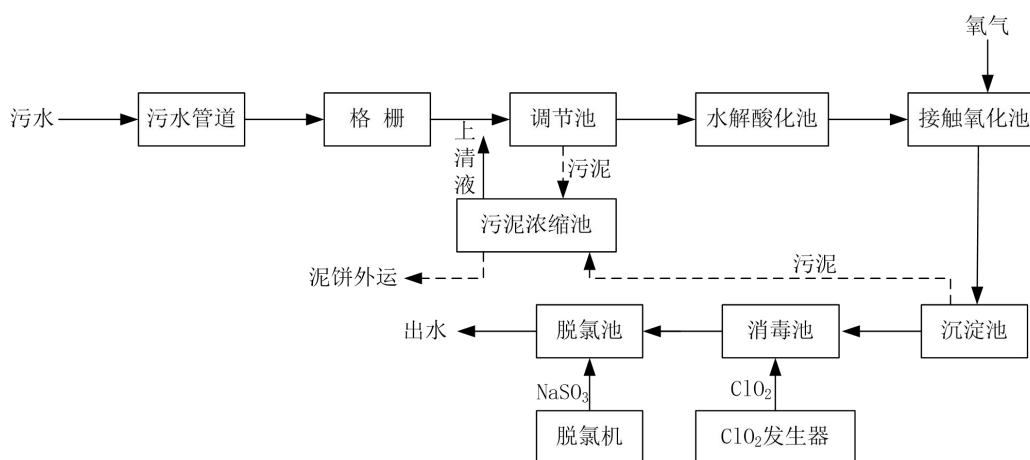 氧气
污水
污水管道
格 栅
调节池
水解酸化池
接触氧化池
上清液
污泥
污泥浓缩池
泥饼外运
污泥
出水
脱氯池
消毒池
沉淀池
NaSO₃
ClO₂
脱氯机
ClO₂发生器